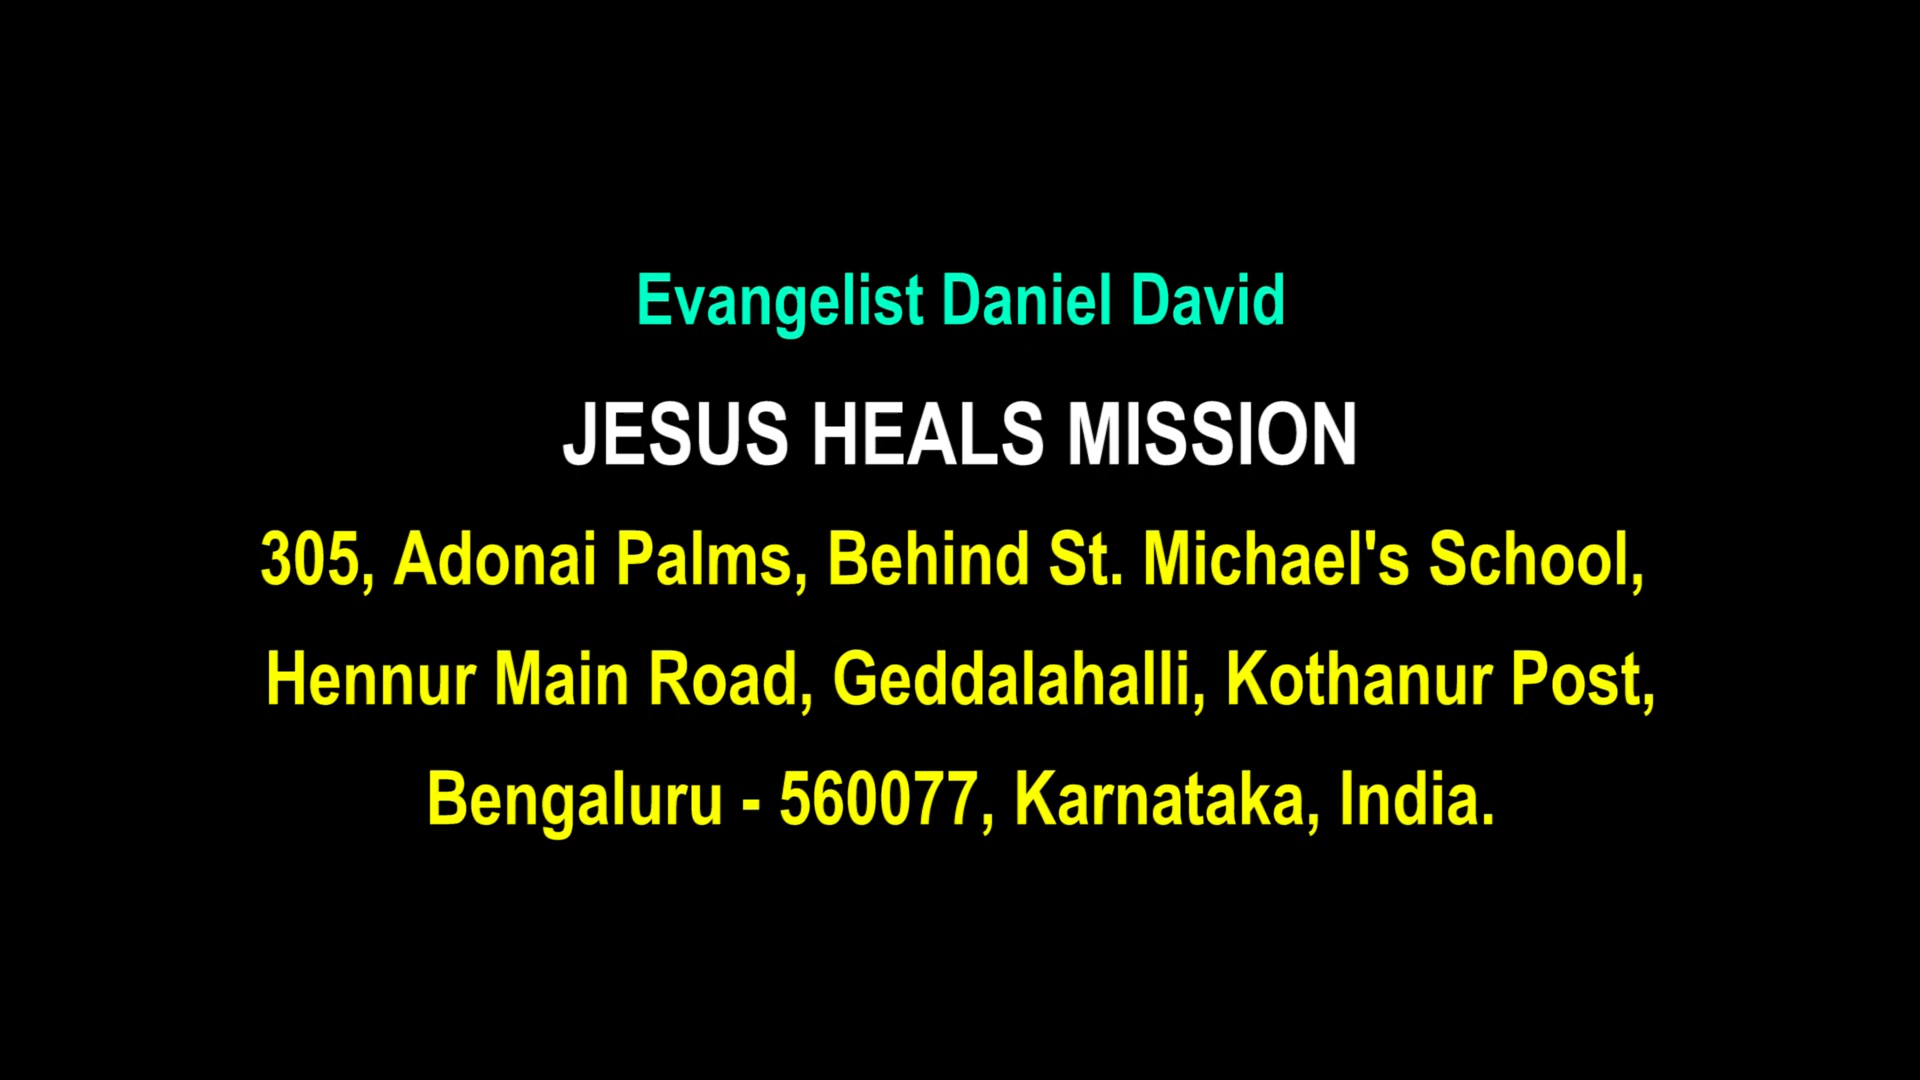 Evangelist Daniel David
JESUS HEALS MISSION
305, Adonai Palms, Behind St. Michael's School,
Hennur Main Road, Geddalahalli, Kothanur Post,
Bengaluru - 560077, Karnataka, India.